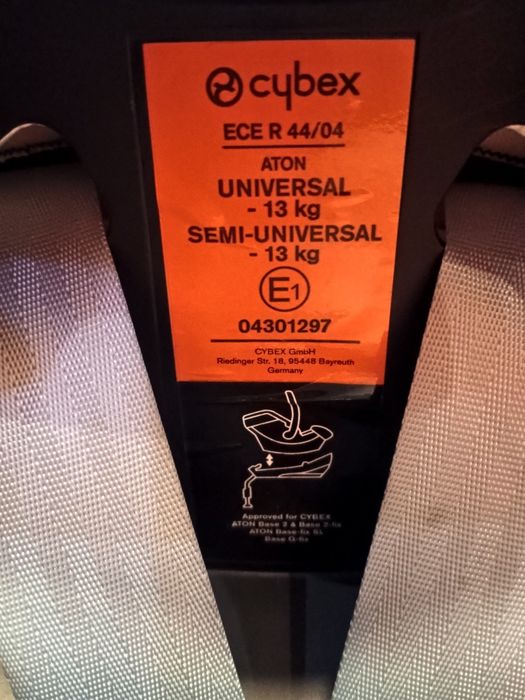 cybex
ECE R 44/04
ATON
UNIVERSAL
- 13 kg
SEMI-UNIVERSAL
- 13 kg
E1
04301297
CYBEX GmbH
Riedinger Str. 18, 95448 Bayreuth
Germany
Approved for CYBEX
ATON Base 2 & Base 2-fix
ATON Base-fix SL
Base Q-fix